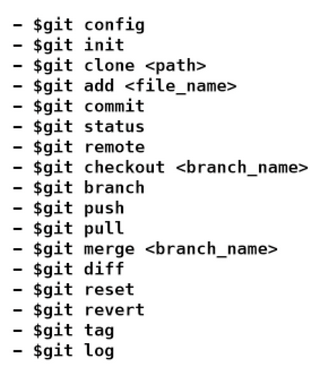 - $git config
- $git init
- $git clone <path>
- $git add <file_name>
- $git commit
- $git status
- $git remote
- $git checkout <branch_name>
- $git branch
- $git push
- $git pull
- $git merge <branch_name>
- $git diff
- $git reset
- $git revert
- $git tag
- $git log